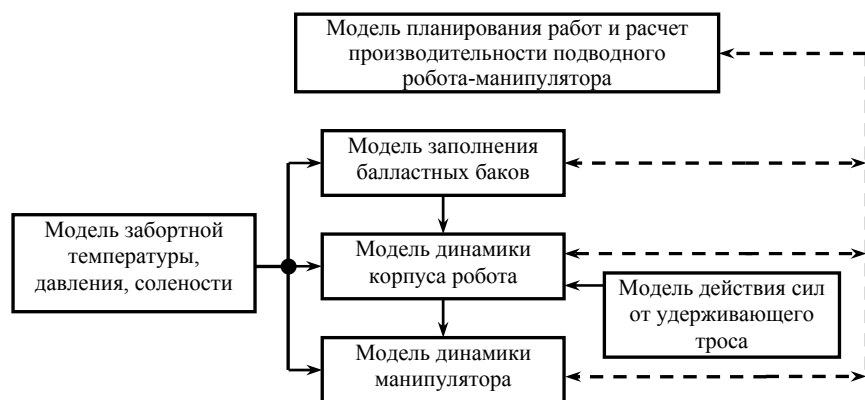 Модель планирования работ и расчет
производительности подводного
робота-манипулятора
Модель заполнения
балластных баков
Модель забортной
температуры,
давления, солености
Модель динамики
корпуса робота
Модель действия сил
от удерживающего
троса
Модель динамики
манипулятора